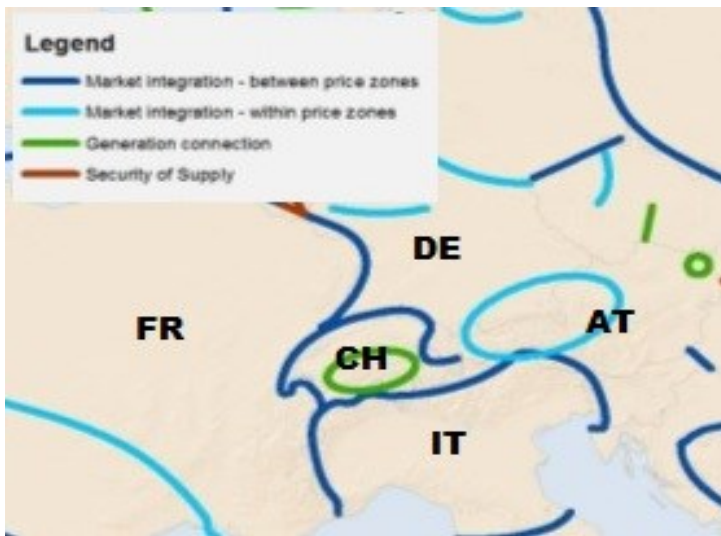 Legend
Market integration - between price zones
Market integration - within price zones
Generation connection
Security of Supply
DE
FR
AT
CH
IT